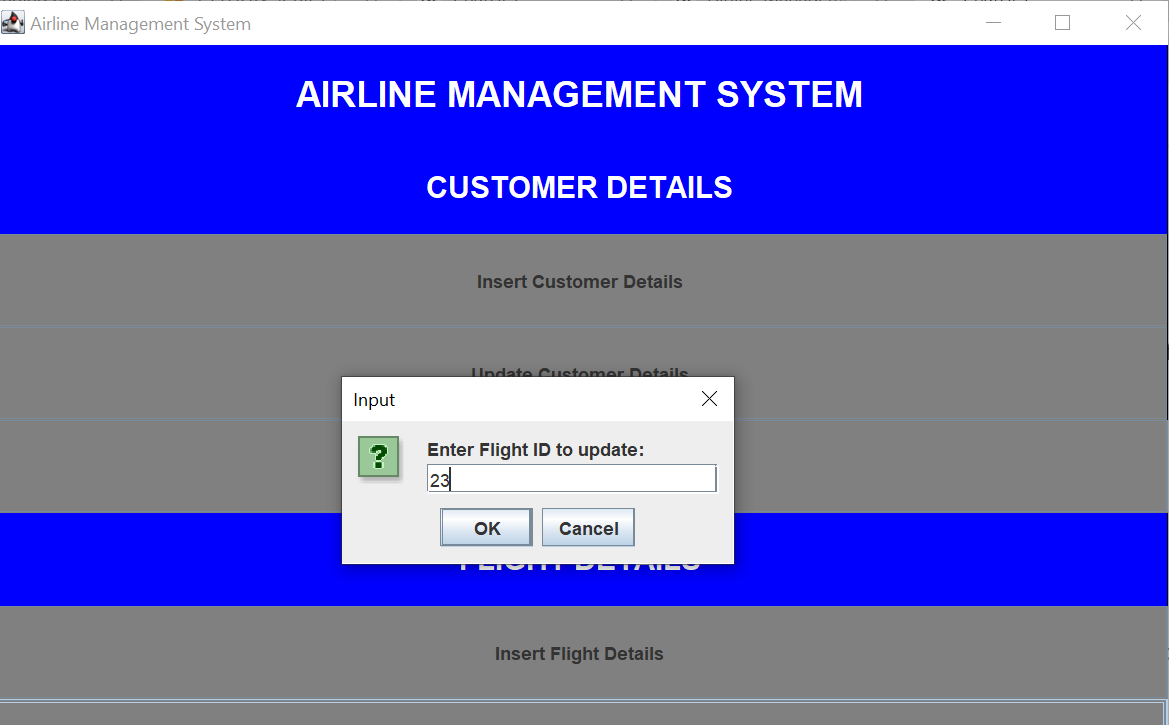 Airline Management System
AIRLINE MANAGEMENT SYSTEM
CUSTOMER DETAILS
Insert Customer Details
Update Customer Details
Input
Enter Flight ID to update:
23
OK Cancel
FLIGHT DETAILS
Insert Flight Details